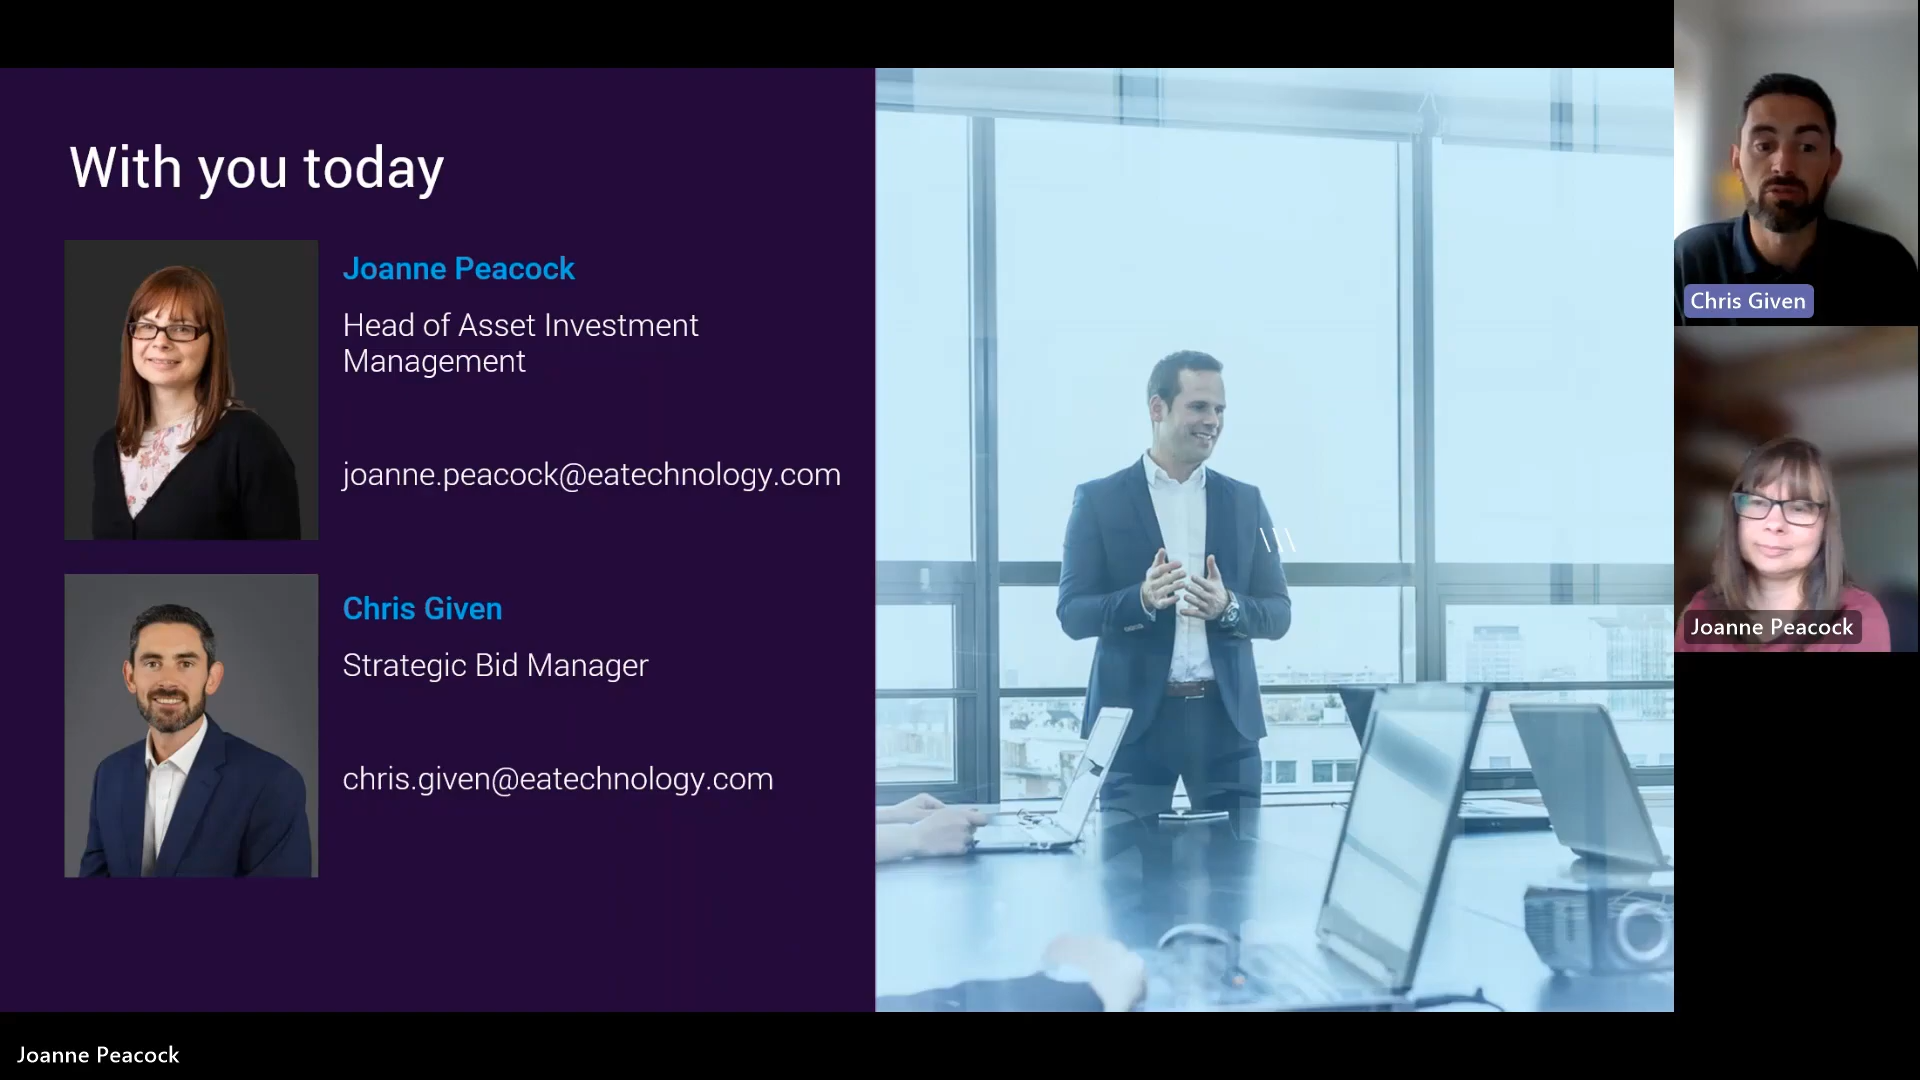 With you today
Joanne Peacock
Head of Asset Investment
Management
joanne.peacock@eatechnology.com
Chris Given
Strategic Bid Manager
chris.given@eatechnology.com
Chris Given
Joanne Peacock
Joanne Peacock